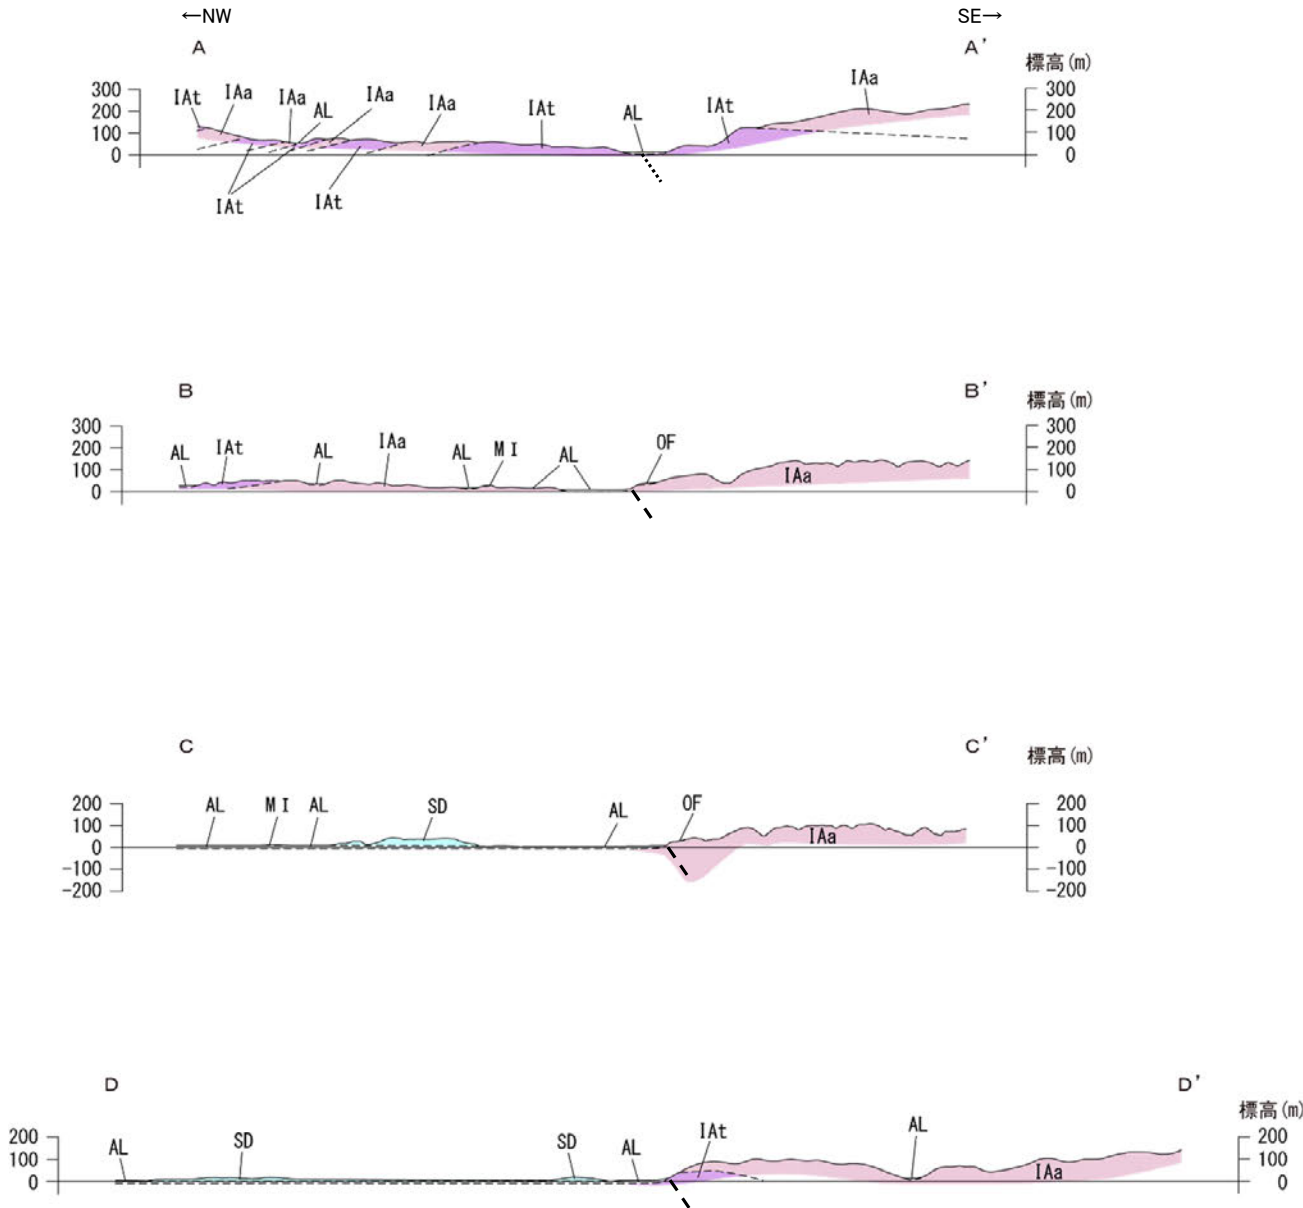 ←NW SE→
A A'
標高(m)
IAt IAa IAa AL IAa IAa IAt AL IAt IAa
300 300
200 200
100 100
0 0
IAt IAt
B B'
標高(m)
300 300
200 200
100 100
0 0
AL IAt AL IAa AL MI AL OF IAa
C C'
標高(m)
AL MI AL SD AL OF IAa
200 200
100 100
0 0
-100 -100
-200 -200
D D'
標高(m)
AL SD SD AL IAt AL IAa
200 200
100 100
0 0